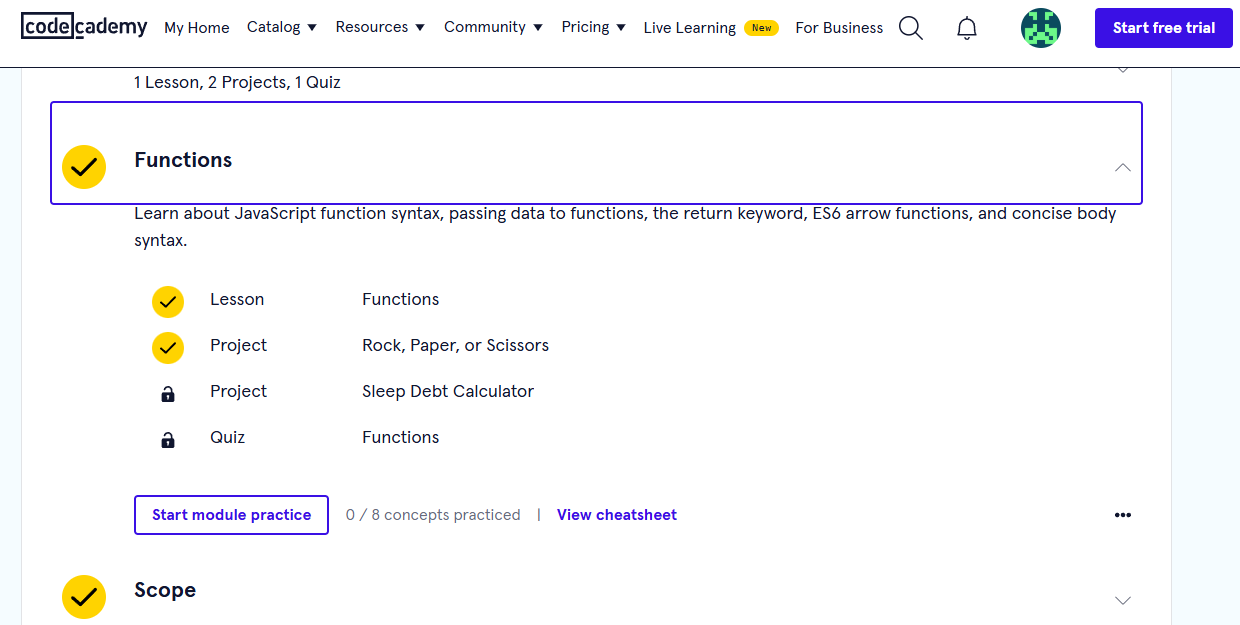 codecademy My Home Catalog Resources Community Pricing Live Learning New For Business Start free trial
1 Lesson, 2 Projects, 1 Quiz
Functions
Learn about JavaScript function syntax, passing data to functions, the return keyword, ES6 arrow functions, and concise body
syntax.
Lesson Functions
Project Rock, Paper, or Scissors
Project Sleep Debt Calculator
Quiz Functions
Start module practice 0 / 8 concepts practiced | View cheatsheet
Scope